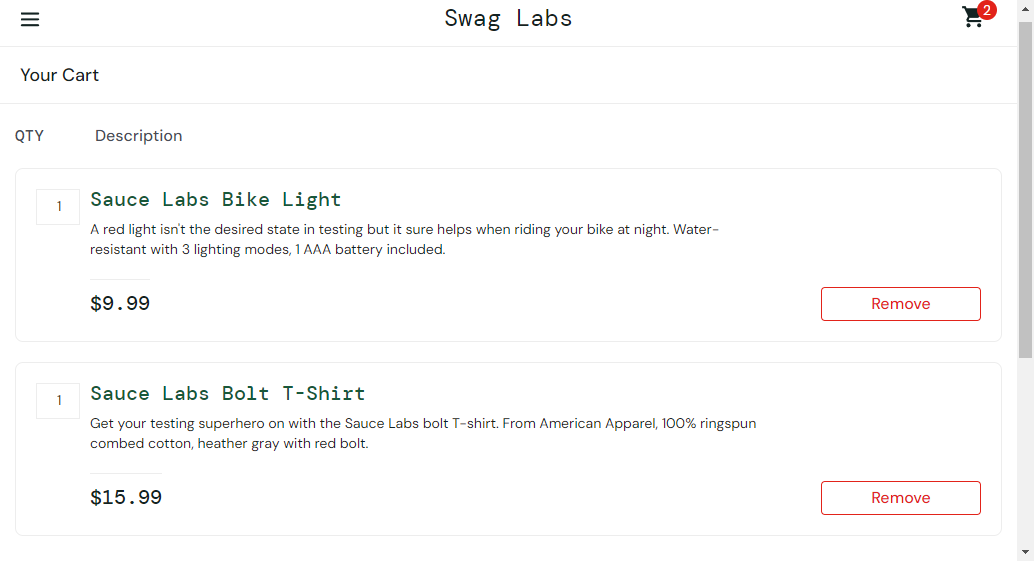 Swag Labs
2
Your Cart
QTY Description
1
Sauce Labs Bike Light
A red light isn't the desired state in testing but it sure helps when riding your bike at night. Water-
resistant with 3 lighting modes, 1 AAA battery included.
$9.99
Remove
1
Sauce Labs Bolt T-Shirt
Get your testing superhero on with the Sauce Labs bolt T-shirt. From American Apparel, 100% ringspun
combed cotton, heather gray with red bolt.
$15.99
Remove